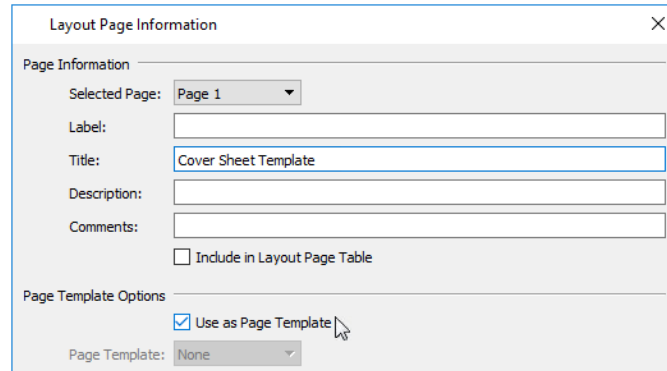 Layout Page Information
Page Information
Selected Page: Page 1
Label:
Title: Cover Sheet Template
Description:
Comments:
Include in Layout Page Table
Page Template Options
Use as Page Template
Page Template: None